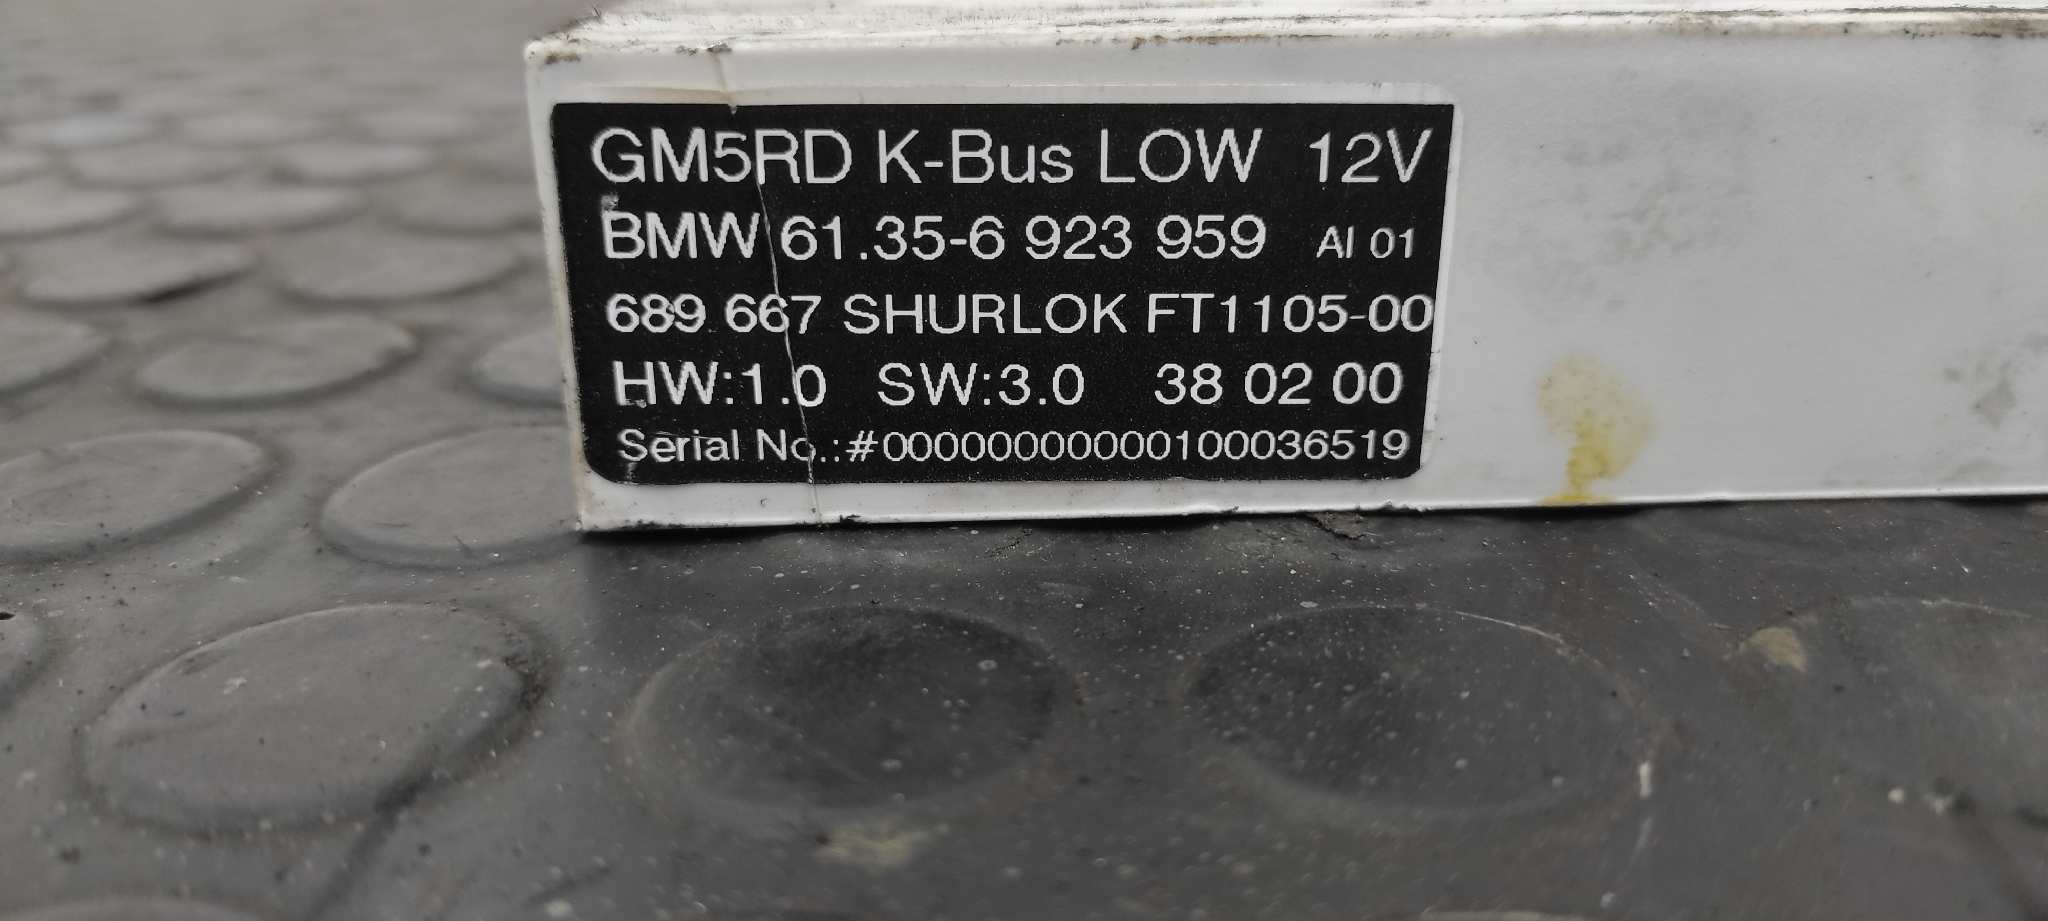 GM5RD K-Bus LOW 12V
BMW 61.35-6 923 959 AI 01
689 667 SHURLOK FT1105-00
HW:1.0 SW:3.0 38 02 00
Serial No.:#000000000000100036519